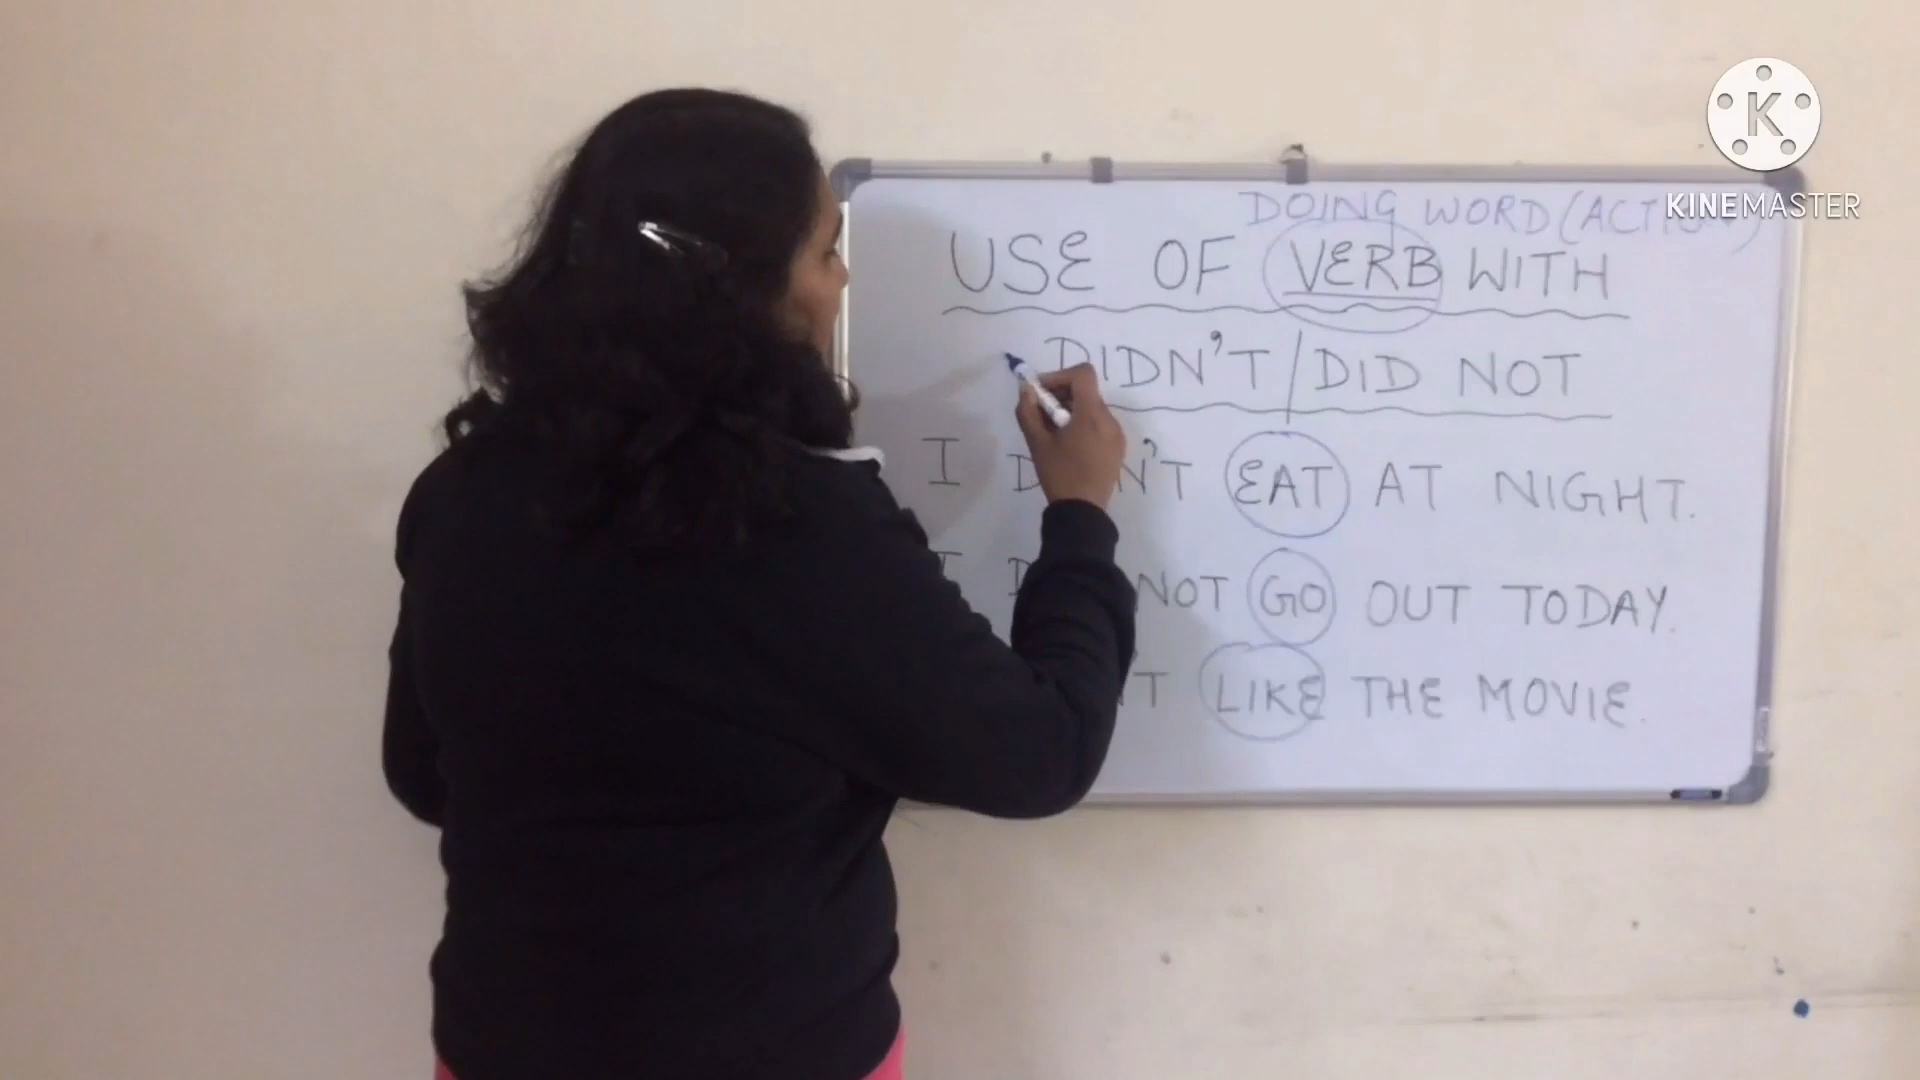 KINEMASTER
DOING WORD (ACTION)
USE OF VERB WITH
DIDN'T / DID NOT
I DIDN'T EAT AT NIGHT.
I NOT GO OUT TODAY.
LIKE THE MOVIE.